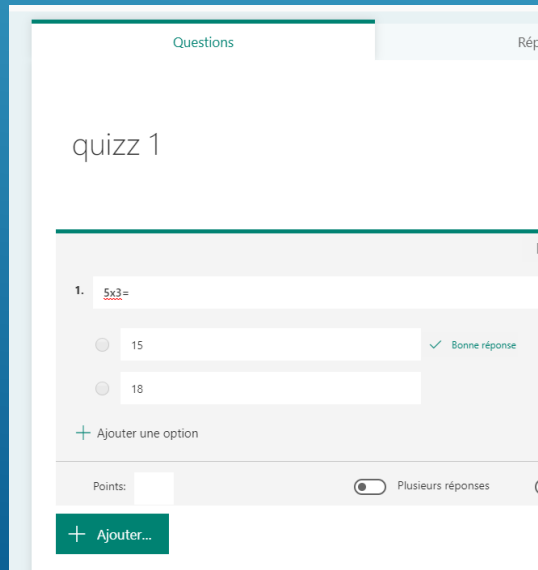 Questions
quizz 1
1. 5x3=
15
Bonne réponse
18
Ajouter une option
Points:
Plusieurs réponses
Ajouter...